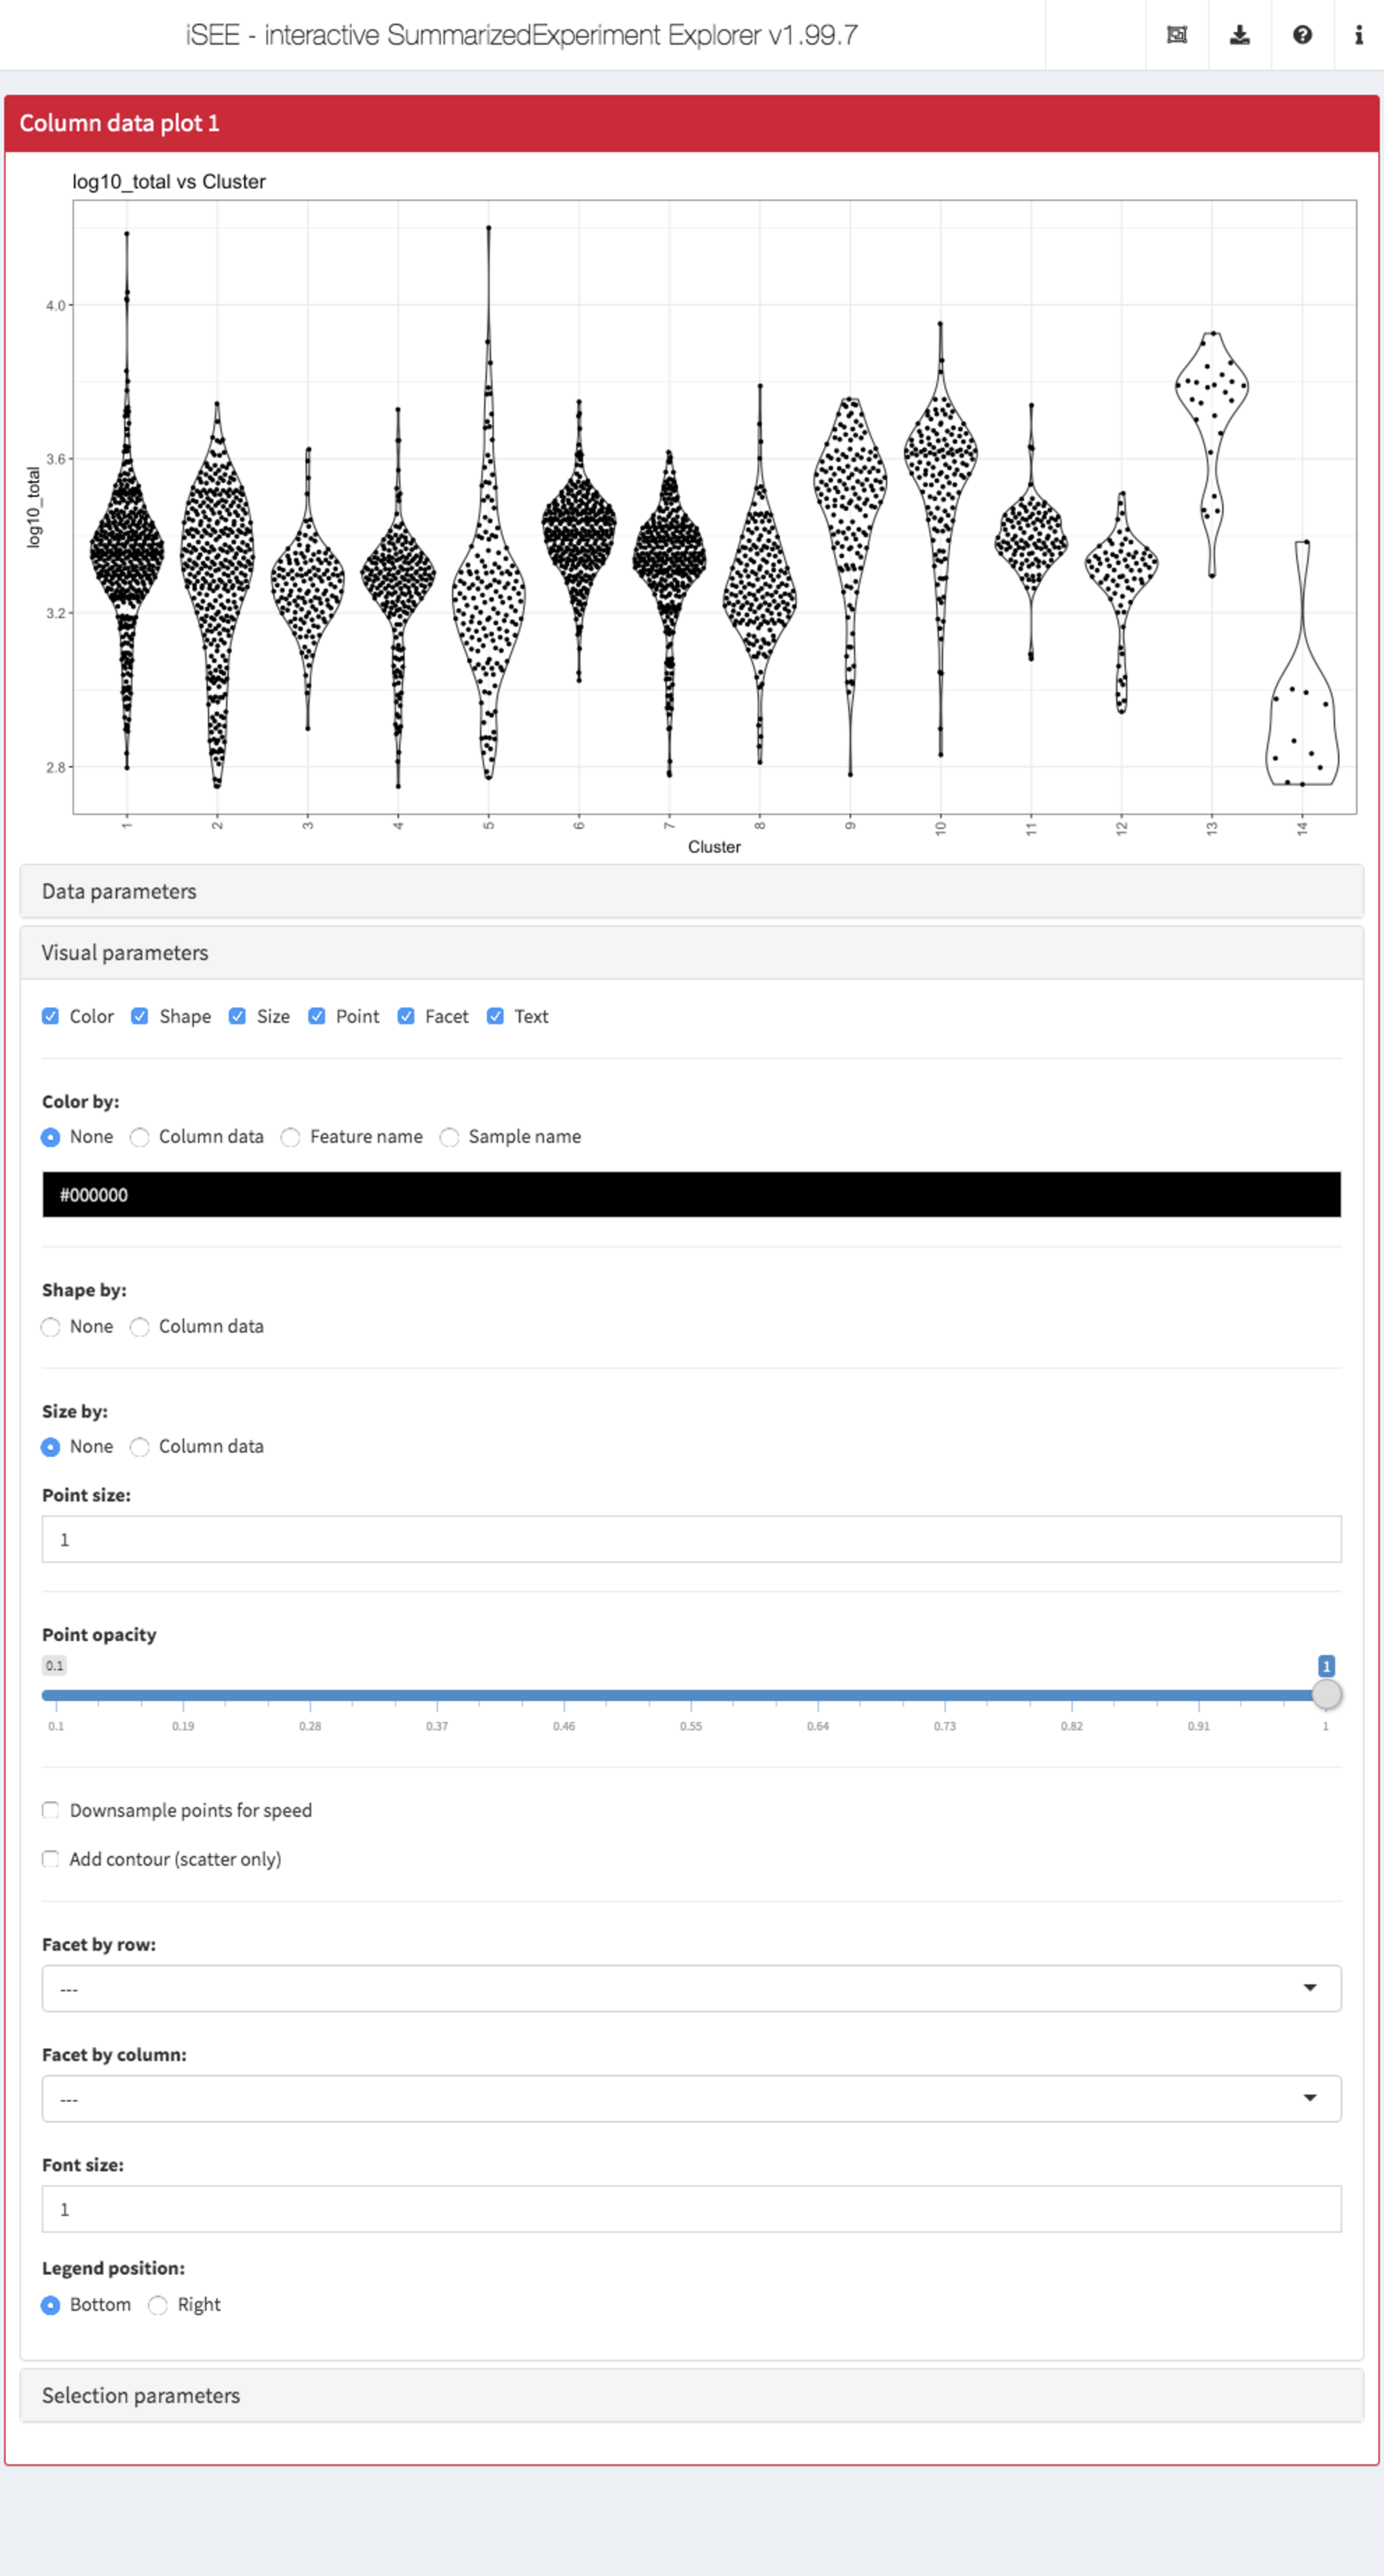 iSEE - interactive SummarizedExperiment Explorer v1.99.7
Column data plot 1
log10_total vs Cluster
log10_total
4.0
3.6
3.2
2.8
1 2 3 4 5 6 7 8 9 10 11 12 13 14
Cluster
Data parameters
Visual parameters
Color Shape Size Point Facet Text
Color by:
None Column data Feature name Sample name
#000000
Shape by:
None Column data
Size by:
None Column data
Point size:
1
Point opacity
0.1 1
0.1 0.19 0.28 0.37 0.46 0.55 0.64 0.73 0.82 0.91 1
Downsample points for speed
Add contour (scatter only)
Facet by row:
---
Facet by column:
---
Font size:
1
Legend position:
Bottom Right
Selection parameters